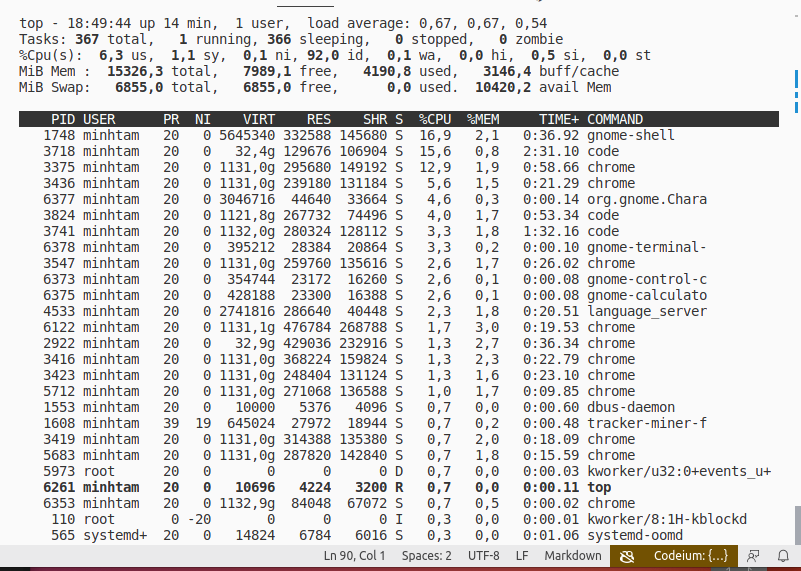 top - 18:49:44 up 14 min,  1 user,  load average: 0,67, 0,67, 0,54
Tasks: 367 total,   1 running, 366 sleeping,   0 stopped,   0 zombie
%Cpu(s):  6,3 us,  1,1 sy,  0,1 ni, 92,0 id,  0,1 wa,  0,0 hi,  0,5 si,  0,0 st
MiB Mem :  15326,3 total,   7989,1 free,   4190,8 used,   3146,4 buff/cache
MiB Swap:   6855,0 total,   6855,0 free,      0,0 used.  10420,2 avail Mem
PID USER      PR  NI    VIRT    RES    SHR S  %CPU  %MEM     TIME+ COMMAND
1748 minhtam   20   0 5645340 332588 145680 S  16,9   2,1   0:36.92 gnome-shell
3718 minhtam   20   0   32,4g 129676 106904 S  15,6   0,8   2:31.10 code
3375 minhtam   20   0 1131,0g 295680 149192 S  12,9   1,9   0:58.66 chrome
3436 minhtam   20   0 1131,0g 239180 131184 S   5,6   1,5   0:21.29 chrome
6377 minhtam   20   0 3046716  44640  33664 S   4,6   0,3   0:00.14 org.gnome.Chara
3824 minhtam   20   0 1121,8g 267732  74496 S   4,0   1,7   0:53.34 code
3741 minhtam   20   0 1132,0g 280324 128112 S   3,3   1,8   1:32.16 code
6378 minhtam   20   0  395212  28384  20864 S   3,3   0,2   0:00.10 gnome-terminal-
3547 minhtam   20   0 1131,0g 259760 135616 S   2,6   1,7   0:26.02 chrome
6373 minhtam   20   0  354744  23172  16260 S   2,6   0,1   0:00.08 gnome-control-c
6375 minhtam   20   0  428188  23300  16388 S   2,6   0,1   0:00.08 gnome-calculato
4533 minhtam   20   0 2741816 286640  40448 S   2,3   1,8   0:20.51 language_server
6122 minhtam   20   0 1131,1g 476784 268788 S   1,7   3,0   0:19.53 chrome
2922 minhtam   20   0   32,9g 429036 232916 S   1,3   2,7   0:36.34 chrome
3416 minhtam   20   0 1131,0g 368224 159824 S   1,3   2,3   0:22.79 chrome
3423 minhtam   20   0 1131,0g 248404 131124 S   1,3   1,6   0:23.10 chrome
5712 minhtam   20   0 1131,0g 271068 136588 S   1,0   1,7   0:09.85 chrome
1553 minhtam   20   0   10000   5376   4096 S   0,7   0,0   0:00.60 dbus-daemon
1608 minhtam   39  19  645024  27972  18944 S   0,7   0,2   0:00.48 tracker-miner-f
3419 minhtam   20   0 1131,0g 314388 135380 S   0,7   2,0   0:18.09 chrome
5683 minhtam   20   0 1131,0g 287820 142840 S   0,7   1,8   0:15.59 chrome
5973 root      20   0       0      0      0 D   0,7   0,0   0:00.03 kworker/u32:0+events_u+
6261 minhtam   20   0   10696   4224   3200 R   0,7   0,0   0:00.11 top
6353 minhtam   20   0 1132,9g  84048  67072 S   0,7   0,5   0:00.02 chrome
110 root       0 -20       0      0      0 I   0,3   0,0   0:00.01 kworker/8:1H-kblockd
565 systemd+  20   0   14824   6784   6016 S   0,3   0,0   0:01.06 systemd-oomd
Ln 90, Col 1   Spaces: 2   UTF-8   LF   Markdown   Codeium: {...}